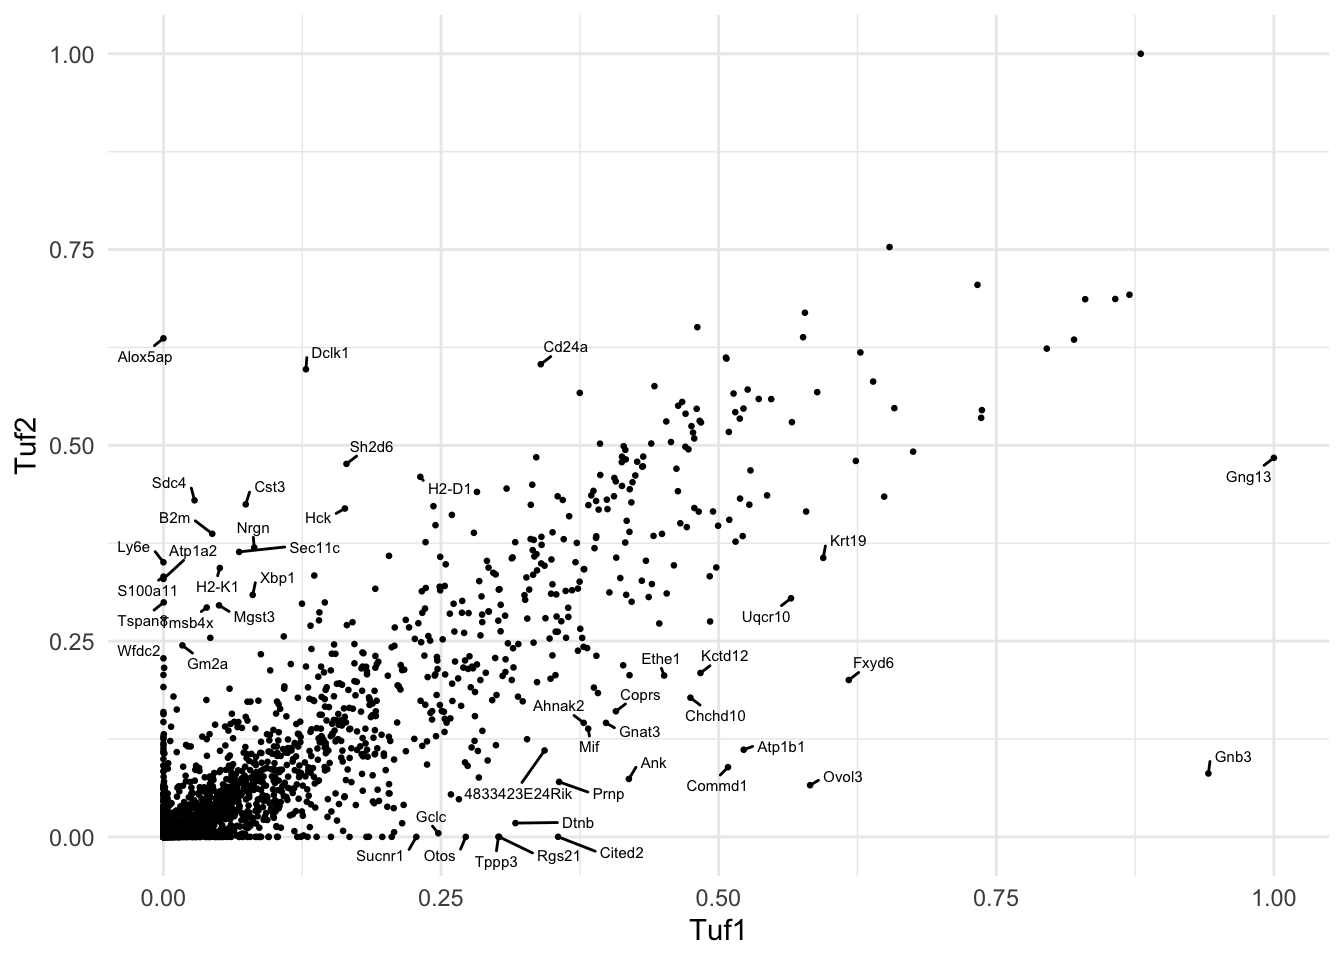 1.00
0.75
Dclk1
Cd24a
Alox5ap
0.50
Sh2d6
Gng13
Sdc4
Cst3
H2-D1
B2m
Hck
Nrgn
Krt19
Ly6e
Atp1a2
Sec11c
S100a11
H2-K1
Xbp1
Uqcr10
Tspan8
Tmsb4x
Mgst3
0.25
Wfdc2
Gm2a
Ethe1
Kctd12
Fxyd6
Coprs
Ahnak2
Chchd10
Gnat3
Mif
Atp1b1
Ank
Gnb3
Commd1
Ovol3
4833423E24Rik
Prnp
Gclc
Dtnb
0.00
Sucnr1
Otos
Tppp3
Rgs21
Cited2
0.00
0.25
0.50
0.75
1.00
Tuf1
Tuf2